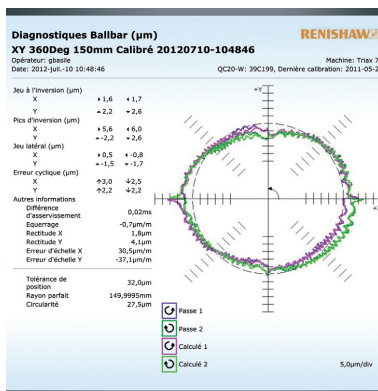 RENISHAW
Diagnostiques Ballbar (µm)
XY 360Deg 150mm Calibré 20120710-104846
Opérateur: gbasile
Machine: Triax 7
Date: 2012-juil.-10 10:48:46
QC20-W: 39C199, Dernière calibration: 2011-05-2
Jeu à l'inversion (µm)
X 1,6 1,7
Y 2,2 2,6
Pics d'inversion (µm)
X 5,6 6,0
Y -2,2 2,6
Jeu latéral (µm)
X 0,5 -0,8
Y -1,5 -1,7
Erreur cyclique (µm)
X ↑3,0 ↓2,5
Y ↑2,2 ↓2,2
Autres informations
Différence
d'asservissement 0,02ms
Equerrage -0,7µm/m
Rectitude X 1,8µm
Rectitude Y 4,1µm
Erreur d'échelle X 30,5µm/m
Erreur d'échelle Y -37,1µm/m
Tolérance de
position 32,0µm
Rayon parfait 149,9995mm
Circularité 27,5µm
+Y
+X
Passe 1
Passe 2
Calculé 1
Calculé 2
5,0µm/div